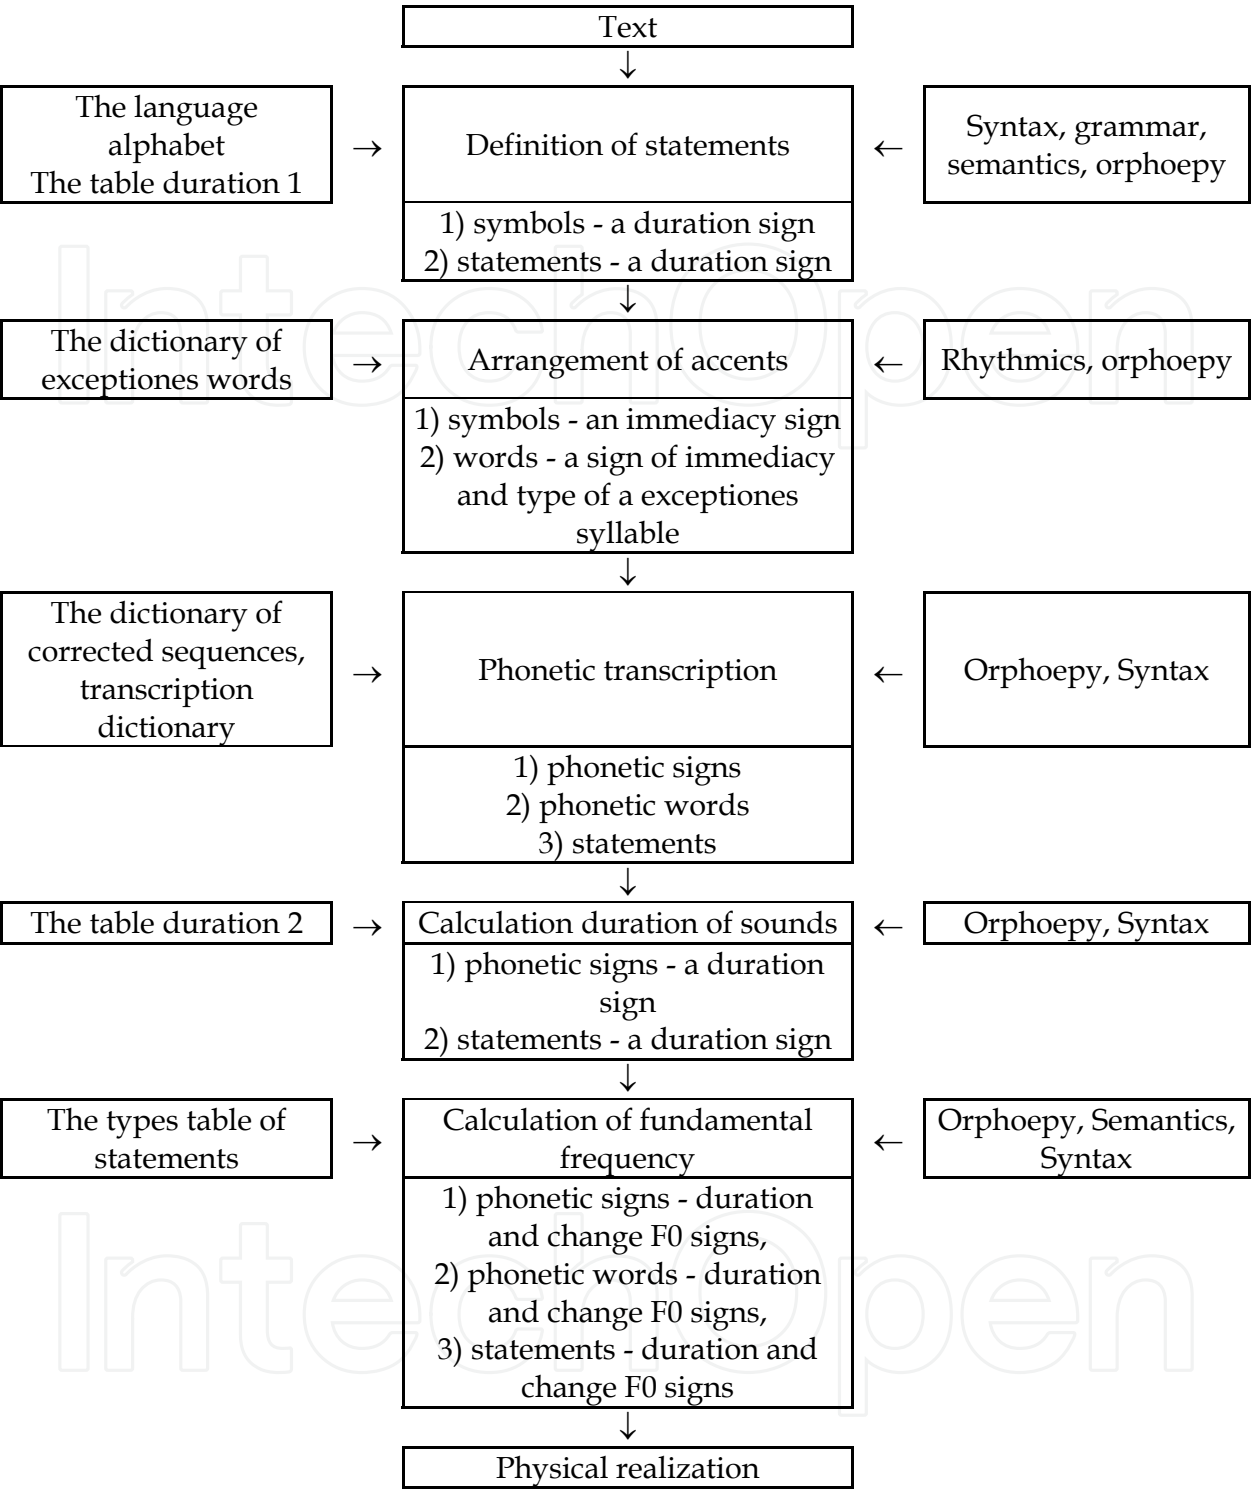 Text
↓
The language
alphabet
The table duration 1
→
Definition of statements
←
Syntax, grammar,
semantics, orphoepy
1) symbols - a duration sign
2) statements - a duration sign
↓
The dictionary of
exceptiones words
→
Arrangement of accents
←
Rhythmics, orphoepy
1) symbols - an immediacy sign
2) words - a sign of immediacy
and type of a exceptiones
syllable
↓
The dictionary of
corrected sequences,
transcription
dictionary
→
Phonetic transcription
←
Orphoepy, Syntax
1) phonetic signs
2) phonetic words
3) statements
↓
The table duration 2
→
Calculation duration of sounds
←
Orphoepy, Syntax
1) phonetic signs - a duration
sign
2) statements - a duration sign
↓
The types table of
statements
→
Calculation of fundamental
frequency
←
Orphoepy, Semantics,
Syntax
1) phonetic signs - duration
and change F0 signs,
2) phonetic words - duration
and change F0 signs,
3) statements - duration and
change F0 signs
↓
Physical realization
IntechOpen
IntechOpen